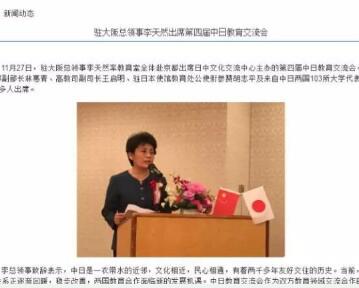 新闻动态
驻大阪总领事李天然出席第四届中日教育交流会
11月27日，驻大阪总领事李天然率教育室全体赴京都出席日中文化交流中心主办的第四届中日教育交流会。
部副部长林蕙青、高教司副司长王启明、驻日本使馆教育处公使衔参赞胡志平及来自中日两国103所大学代表
多人出席。
李总领事致辞表示，中日是一衣带水的近邻，文化相近，民心相通，有着两千多年友好交往的历史。当前，
系正逐渐回暖，稳步改善，两国教育合作面临新的发展机遇。中日教育交流会作为双方教育领域交流合作的